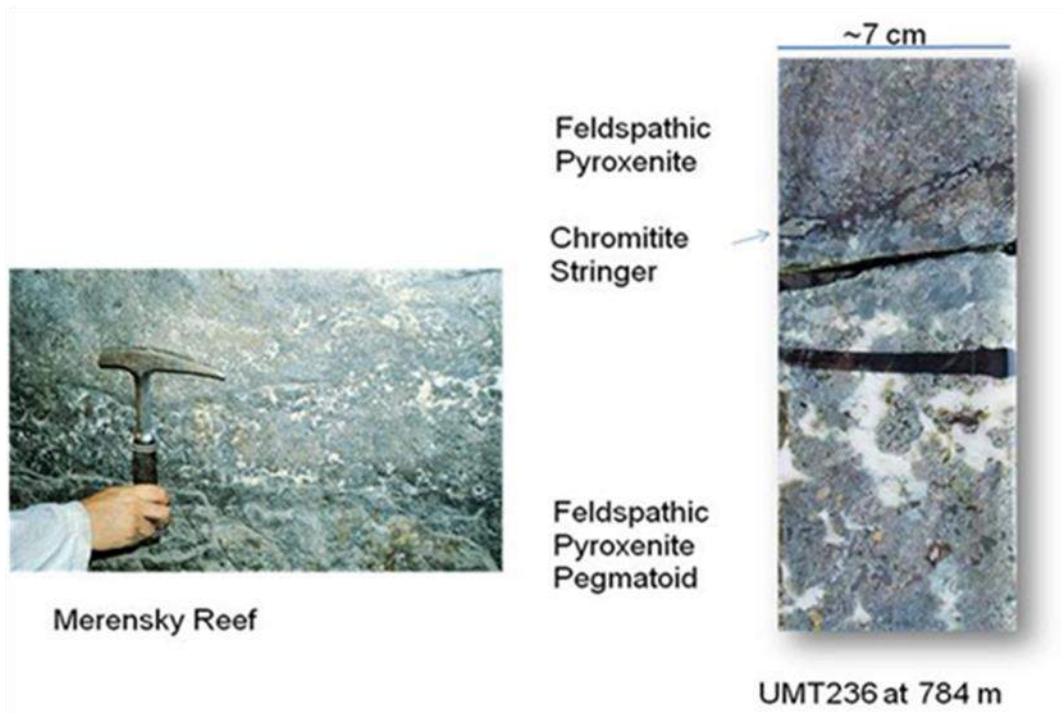 ~7 cm
Feldspathic
Pyroxenite
Chromitite
Stringer
Feldspathic
Pyroxenite
Pegmatoid
Merensky Reef
UMT236 at 784 m